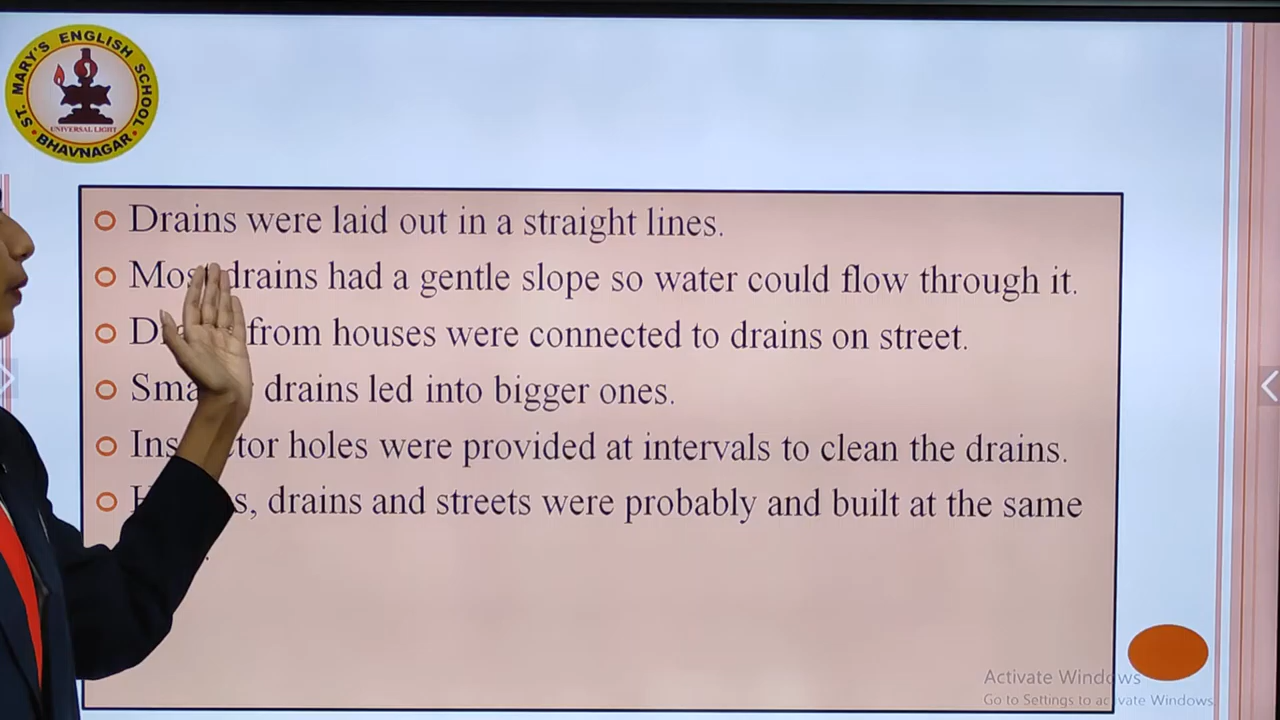 ST. MARY'S ENGLISH SCHOOL
UNIVERSAL LIGHT
BHAVNAGAR
Drains were laid out in a straight lines.
drains had a gentle slope so water could flow through it.
from houses were connected to drains on street.
drains led into bigger ones.
holes were provided at intervals to clean the drains.
drains and streets were probably and built at the same
Activate Windows
Go to Settings to activate Windows.